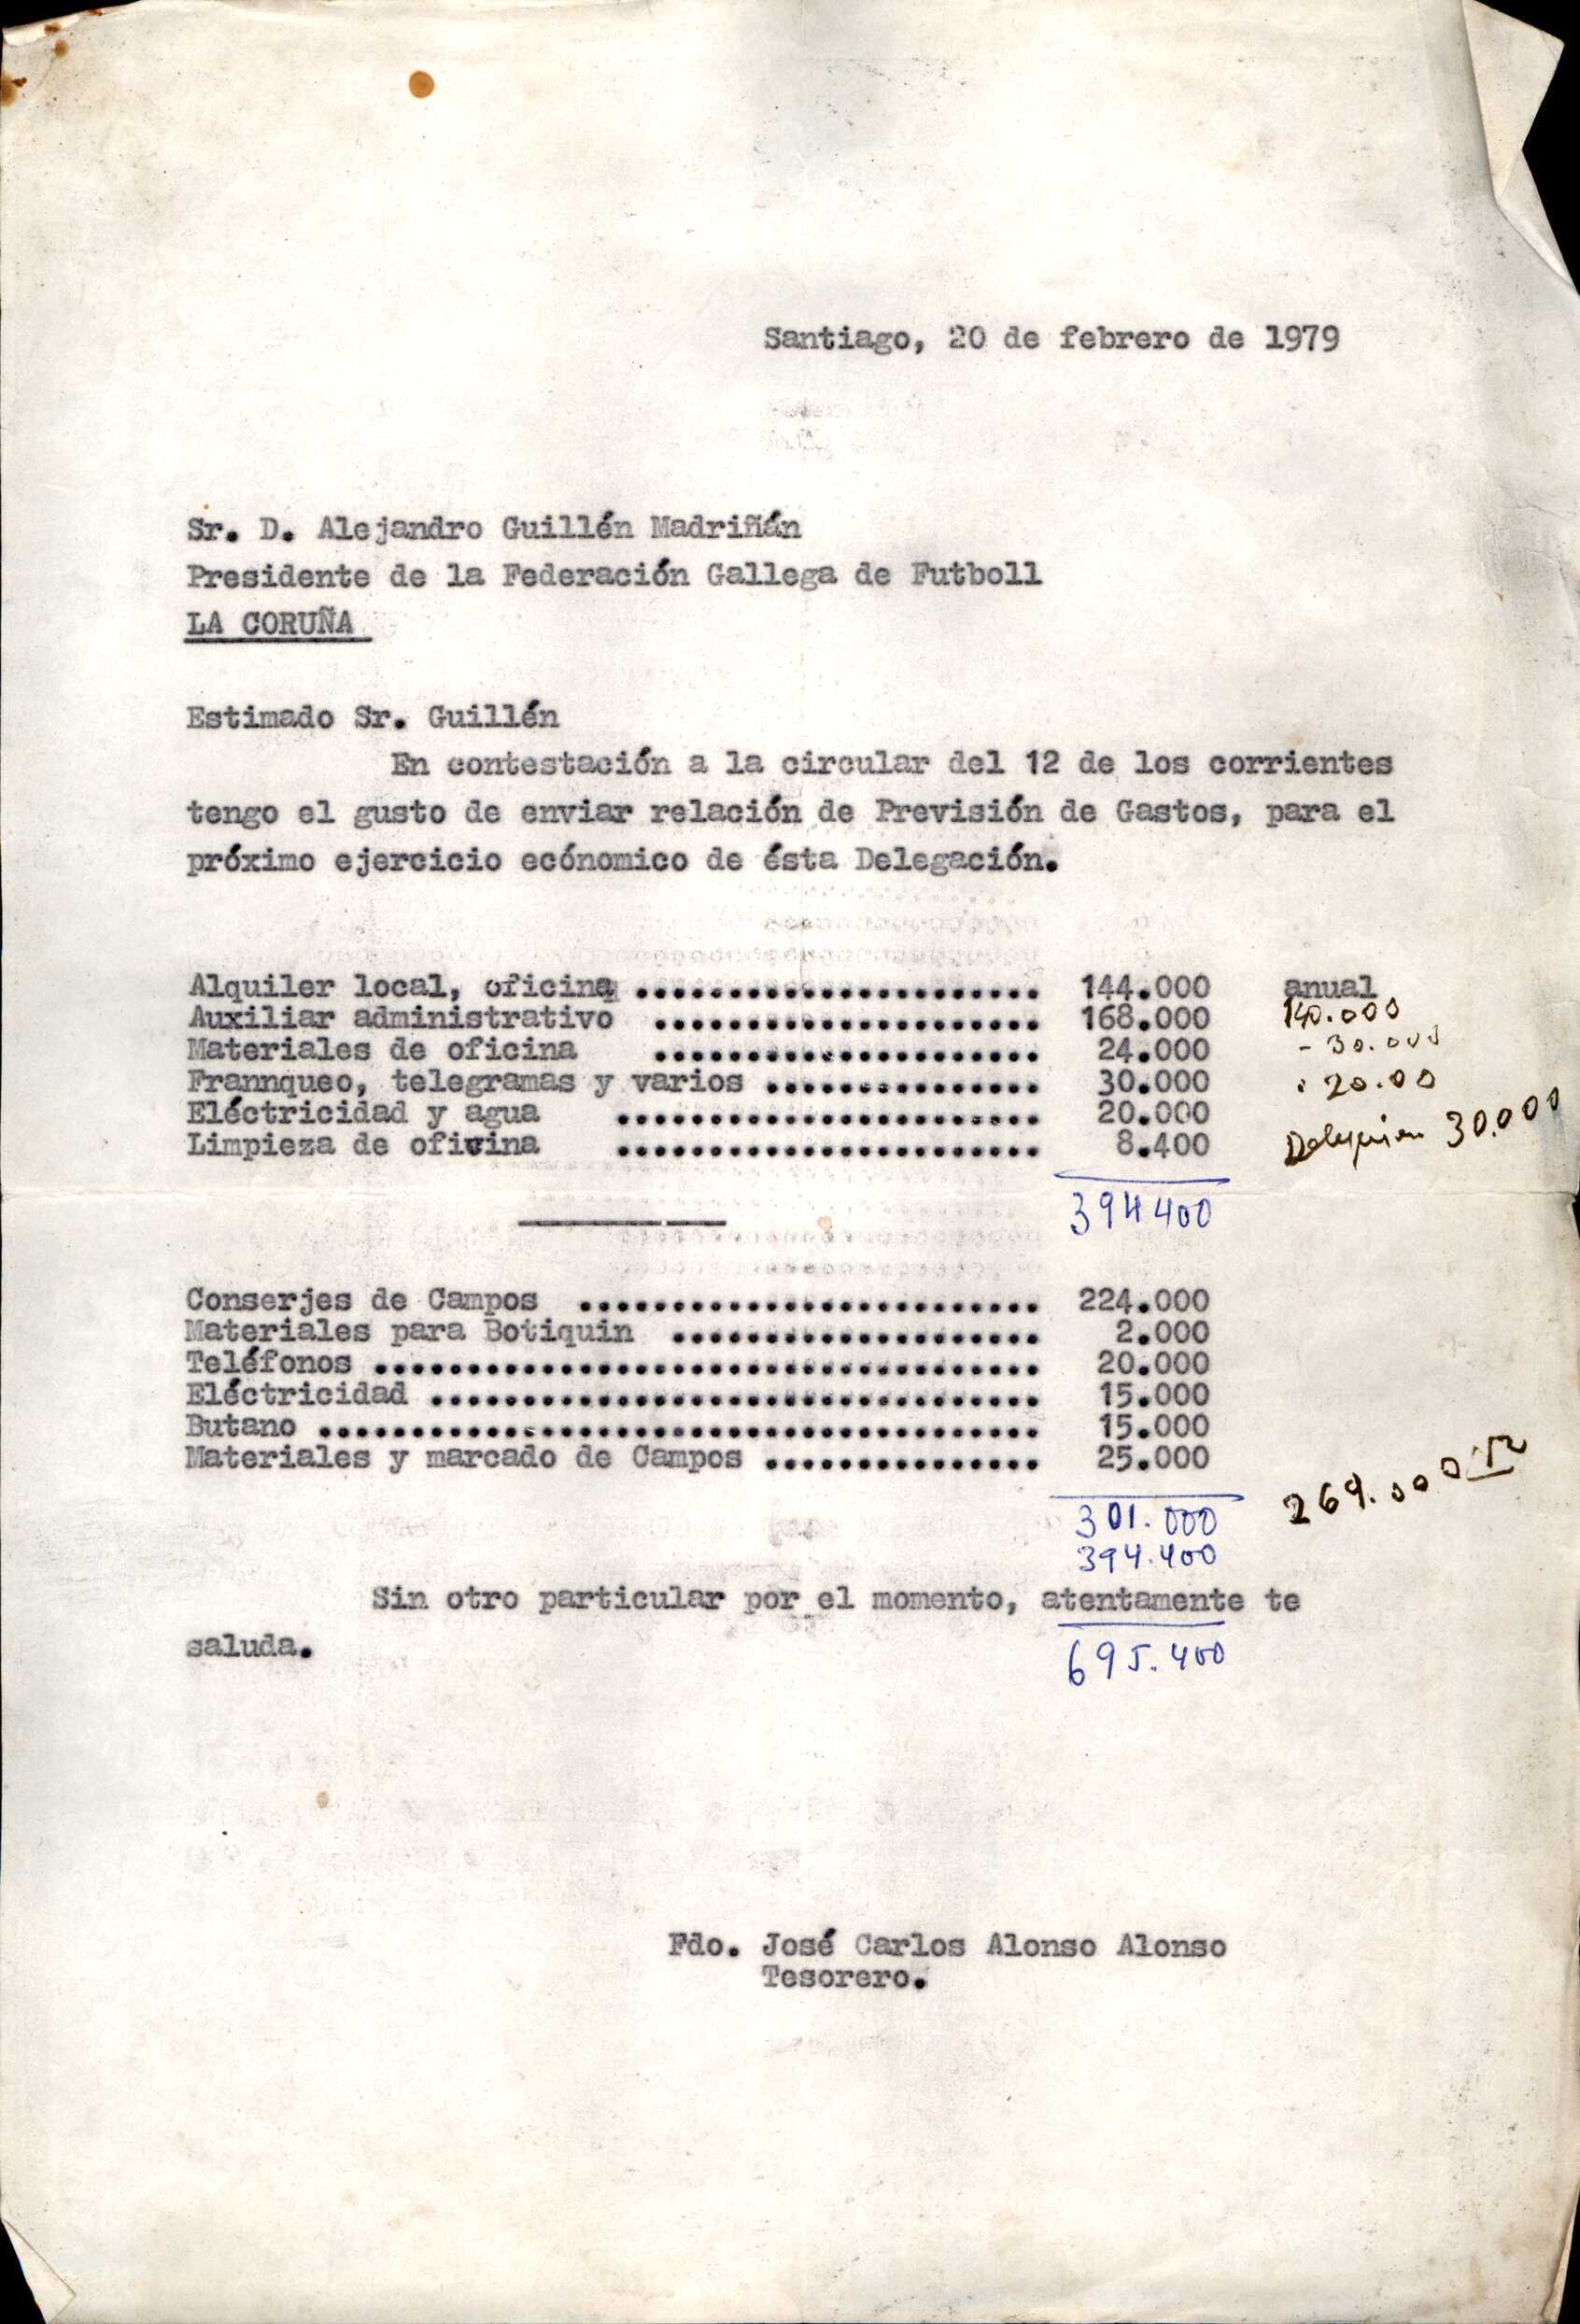 Santiago, 20 de febrero de 1979
Sr. D. Alejandro Guillén Madriñán
Presidente de la Federación Gallega de Futboll
LA CORUÑA
Estimado Sr. Guillén
En contestación a la circular del 12 de los corrientes
tengo el gusto de enviar relación de Previsión de Gastos, para el
próximo ejercicio ecónomico de ésta Delegación.
Alquiler local, oficina ...................... 144.000 anual
Auxiliar administrativo ..................... 168.000 140.000
Materiales de oficina ..................... 24.000 - 30.000
Frannqueo, telegramas y varios ............... 30.000 20.00
Eléctricidad y agua ....................... 20.000
Limpieza de oficina ....................... 8.400 30.000
394400
Conserjes de Campos ......................... 224.000
Materiales para Botiquin .................... 2.000
Teléfonos .................................... 20.000
Eléctricidad ................................. 15.000
Butano ....................................... 15.000
Materiales y marcado de Campos ............... 25.000
301.000 269.000
394.400
Sin otro particular por el momento, atentamente te
saluda.
695.400
Fdo. José Carlos Alonso Alonso
Tesorero.